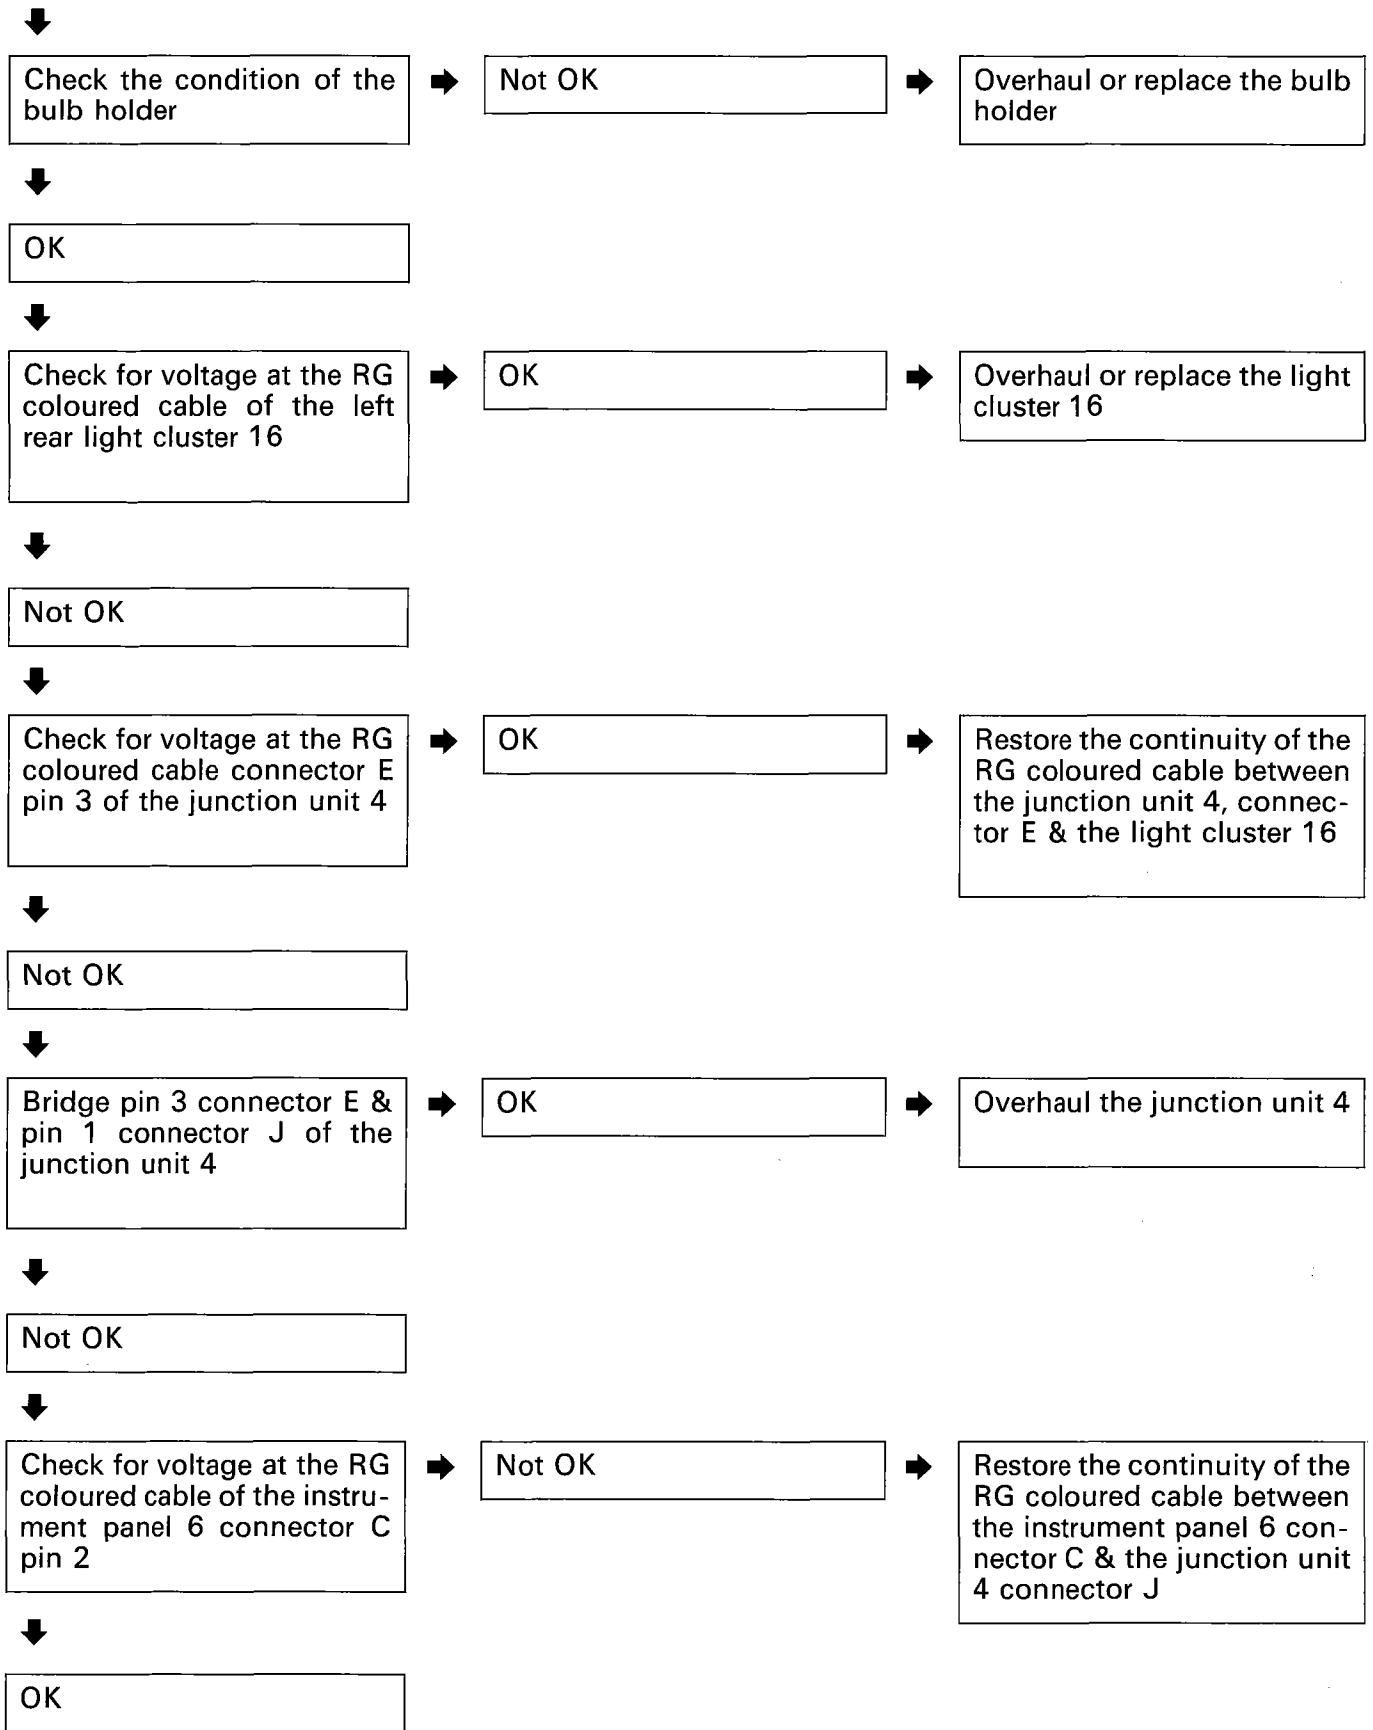 Check the condition of the
bulb holder
Not OK
Overhaul or replace the bulb
holder
OK
Check for voltage at the RG
coloured cable of the left
rear light cluster 16
OK
Overhaul or replace the light
cluster 16
Not OK
Check for voltage at the RG
coloured cable connector E
pin 3 of the junction unit 4
OK
Restore the continuity of the
RG coloured cable between
the junction unit 4, connec-
tor E & the light cluster 16
Not OK
Bridge pin 3 connector E &
pin 1 connector J of the
junction unit 4
OK
Overhaul the junction unit 4
Not OK
Check for voltage at the RG
coloured cable of the instru-
ment panel 6 connector C
pin 2
Not OK
Restore the continuity of the
RG coloured cable between
the instrument panel 6 con-
nector C & the junction unit
4 connector J
OK